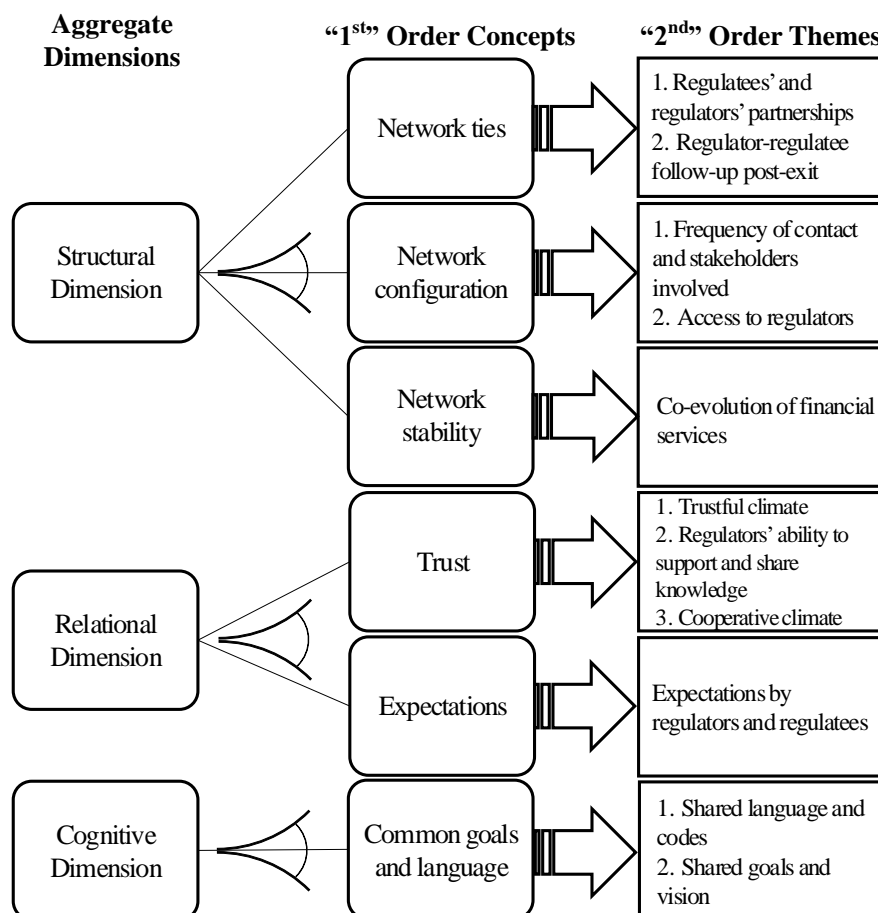 Aggregate
Dimensions
“1st” Order Concepts
“2nd” Order Themes
Structural
Dimension
Network ties
1. Regulatees’ and
regulators’ partnerships
2. Regulator-regulatee
follow-up post-exit
Network
configuration
1. Frequency of contact
and stakeholders
involved
2. Access to regulators
Network
stability
Co-evolution of financial
services
Relational
Dimension
Trust
1. Trustful climate
2. Regulators’ ability to
support and share
knowledge
3. Cooperative climate
Expectations
Expectations by
regulators and regulatees
Cognitive
Dimension
Common goals
and language
1. Shared language and
codes
2. Shared goals and
vision